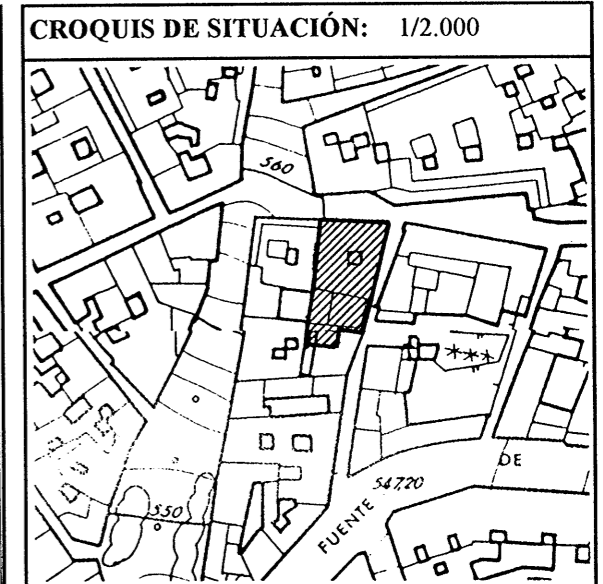 CROQUIS DE SITUACIÓN: 1/2.000
560
DE
547,20
550
FUENTE